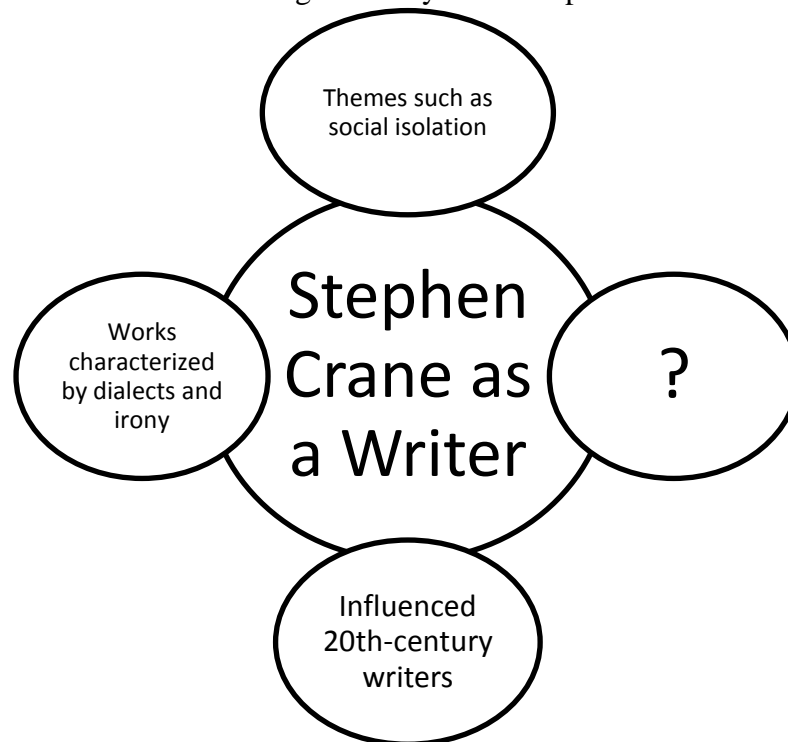 Themes such as
social isolation
Stephen
Crane as
a Writer
Works
characterized
by dialects and
irony
?
Influenced
20th-century
writers